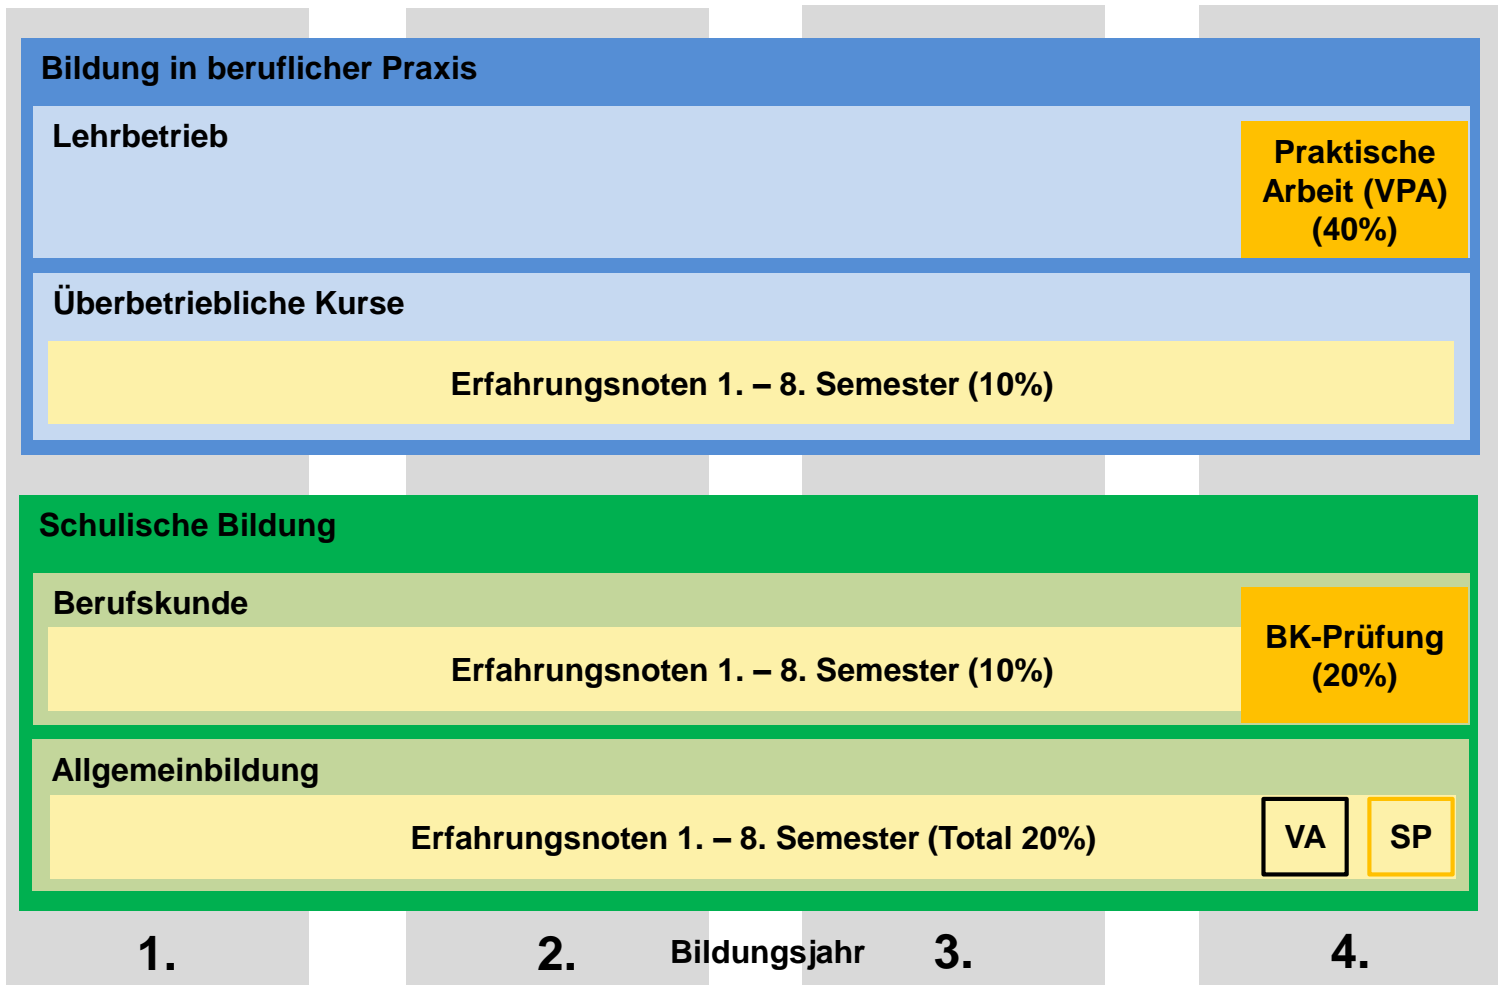 Bildung in beruflicher Praxis
Lehrbetrieb
Praktische
Arbeit (VPA)
(40%)
Überbetriebliche Kurse
Erfahrungsnoten 1. – 8. Semester (10%)
Schulische Bildung
Berufskunde
Erfahrungsnoten 1. – 8. Semester (10%)
BK-Prüfung
(20%)
Allgemeinbildung
Erfahrungsnoten 1. – 8. Semester (Total 20%)
VA
SP
1. 2. Bildungsjahr 3. 4.